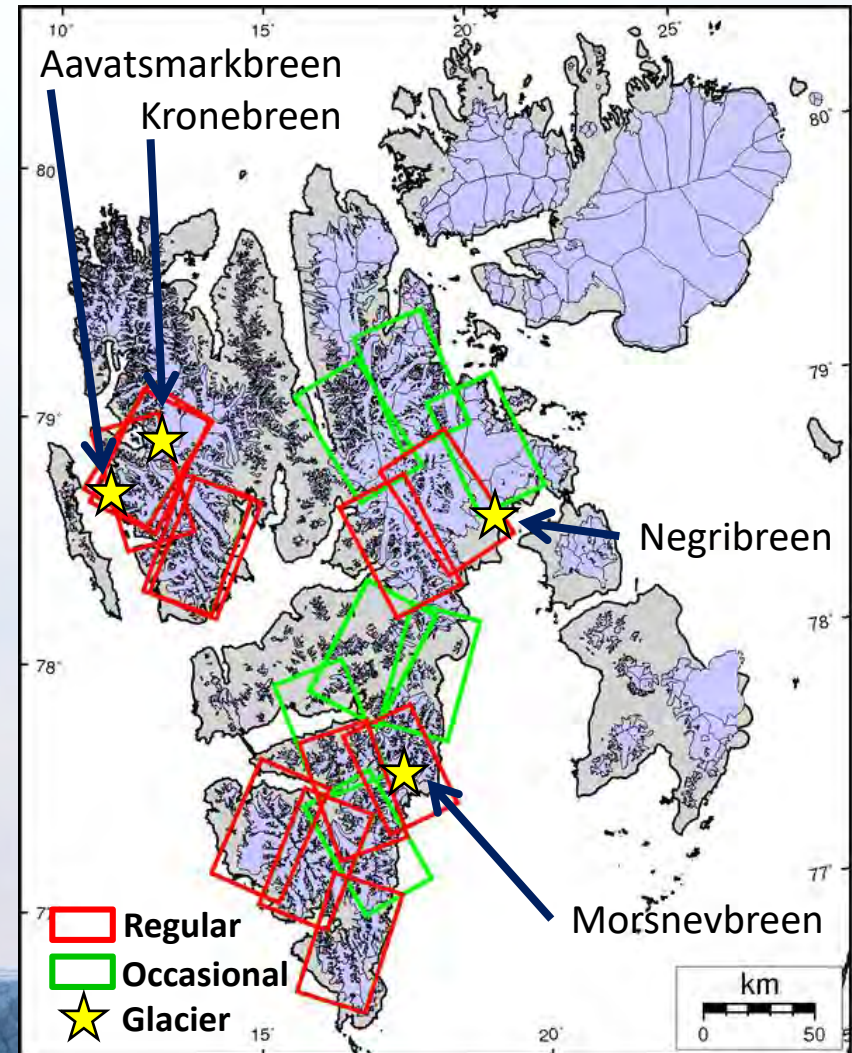 10° 15° 20° 25°
Aavatsmarkbreen
Kronebreen
80°
80
79°
79°
Negribreen
78°
78°
77°
77
Morsnevbreen
Regular
Occasional
Glacier
km
0 50
15° 20°